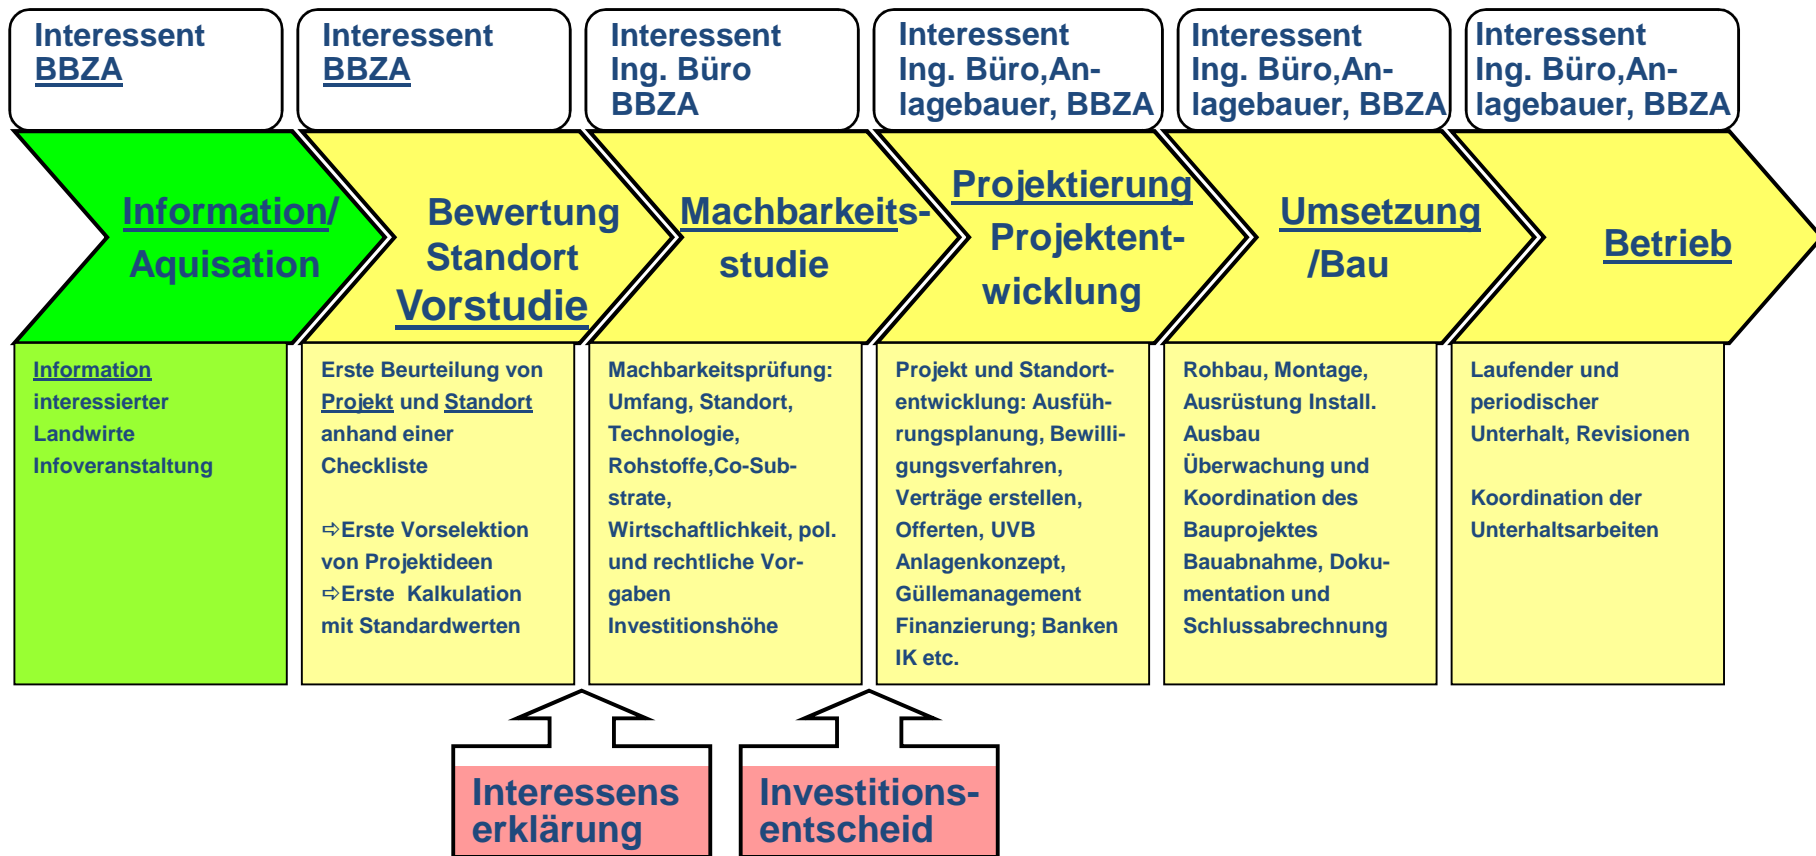 Interessent
BBZA
Interessent
BBZA
Interessent
Ing. Büro
BBZA
Interessent
Ing. Büro,An-
lagebauer, BBZA
Interessent
Ing. Büro,An-
lagebauer, BBZA
Interessent
Ing. Büro,An-
lagebauer, BBZA
Information/
Aquisation
Bewertung
Standort
Vorstudie
Machbarkeits-
studie
Projektierung
Projektent-
wicklung
Umsetzung
/Bau
Betrieb
Information
interessierter
Landwirte
Infoveranstaltung
Erste Beurteilung von
Projekt und Standort
anhand einer
Checkliste
⇨Erste Vorselektion
von Projektideen
⇨Erste Kalkulation
mit Standardwerten
Machbarkeitsprüfung:
Umfang, Standort,
Technologie,
Rohstoffe,Co-Sub-
strate,
Wirtschaftlichkeit, pol.
und rechtliche Vor-
gaben
Investitionshöhe
Projekt und Standort-
entwicklung: Ausfüh-
rungsplanung, Bewilli-
gungsverfahren,
Verträge erstellen,
Offerten, UVB
Anlagenkonzept,
Güllemanagement
Finanzierung; Banken
IK etc.
Rohbau, Montage,
Ausrüstung Install.
Ausbau
Überwachung und
Koordination des
Bauprojektes
Bauabnahme, Doku-
mentation und
Schlussabrechnung
Laufender und
periodischer
Unterhalt, Revisionen
Koordination der
Unterhaltsarbeiten
Interessens
erklärung
Investitions-
entscheid